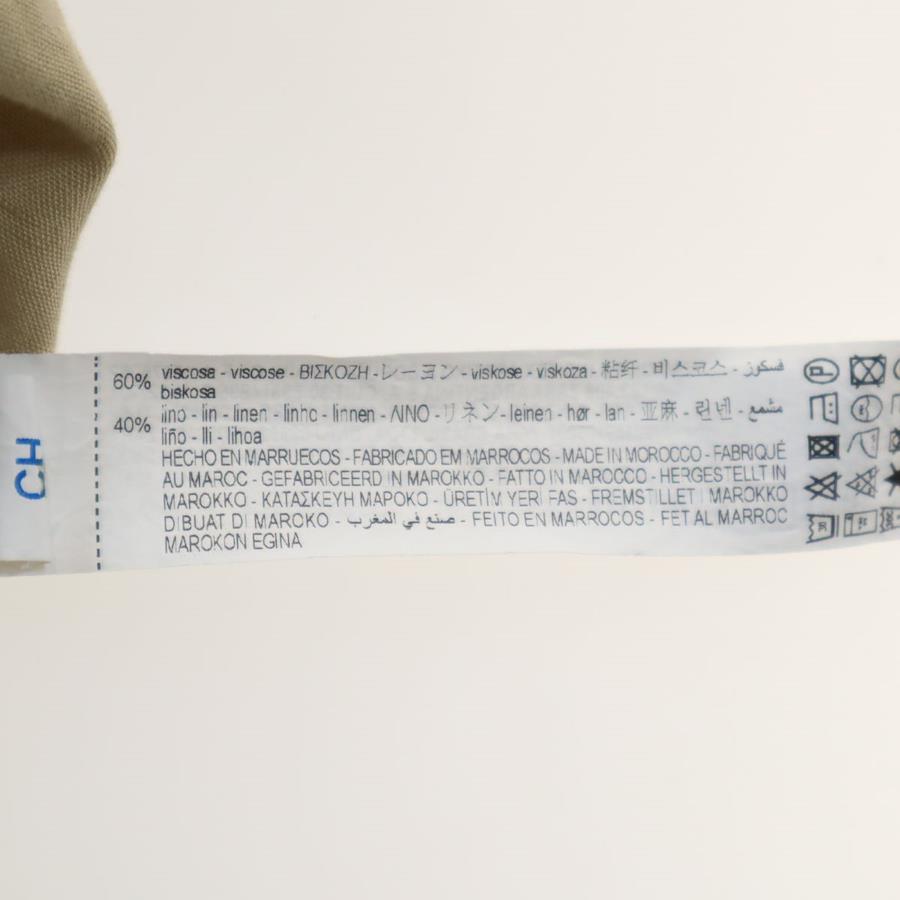 CH
60% viscosa - viscose - ΒΙΣΚΟΖΗ - レーヨン - viskose - viskoza - 粘纤 - 비스코스 - فسكوز
biskosa
40% lino - lin - linen - linho - linnen - ΛΙΝΟ - リネン - leinen - hør - lan - 亚麻 - 린넨 - مشمع
liño - lli - lihoa
HECHO EN MARRUECOS - FABRICADO EM MARROCOS - MADE IN MOROCCO - FABRIQUÉ
AU MAROC - GEFABRICEERD IN MAROKKO - FATTO IN MAROCCO - HERGESTELLT IN
MAROKKO - ΚΑΤΑΣΚΕΥΗ ΜΑΡΟΚΟ - ÜRETİM YERİ FAS - FREMSTILLET I MAROKKO
DIBUAT DI MAROKO - صنع في المغرب - FEITO EN MARROCOS - FET AL MARROC
MAROKON EGINA